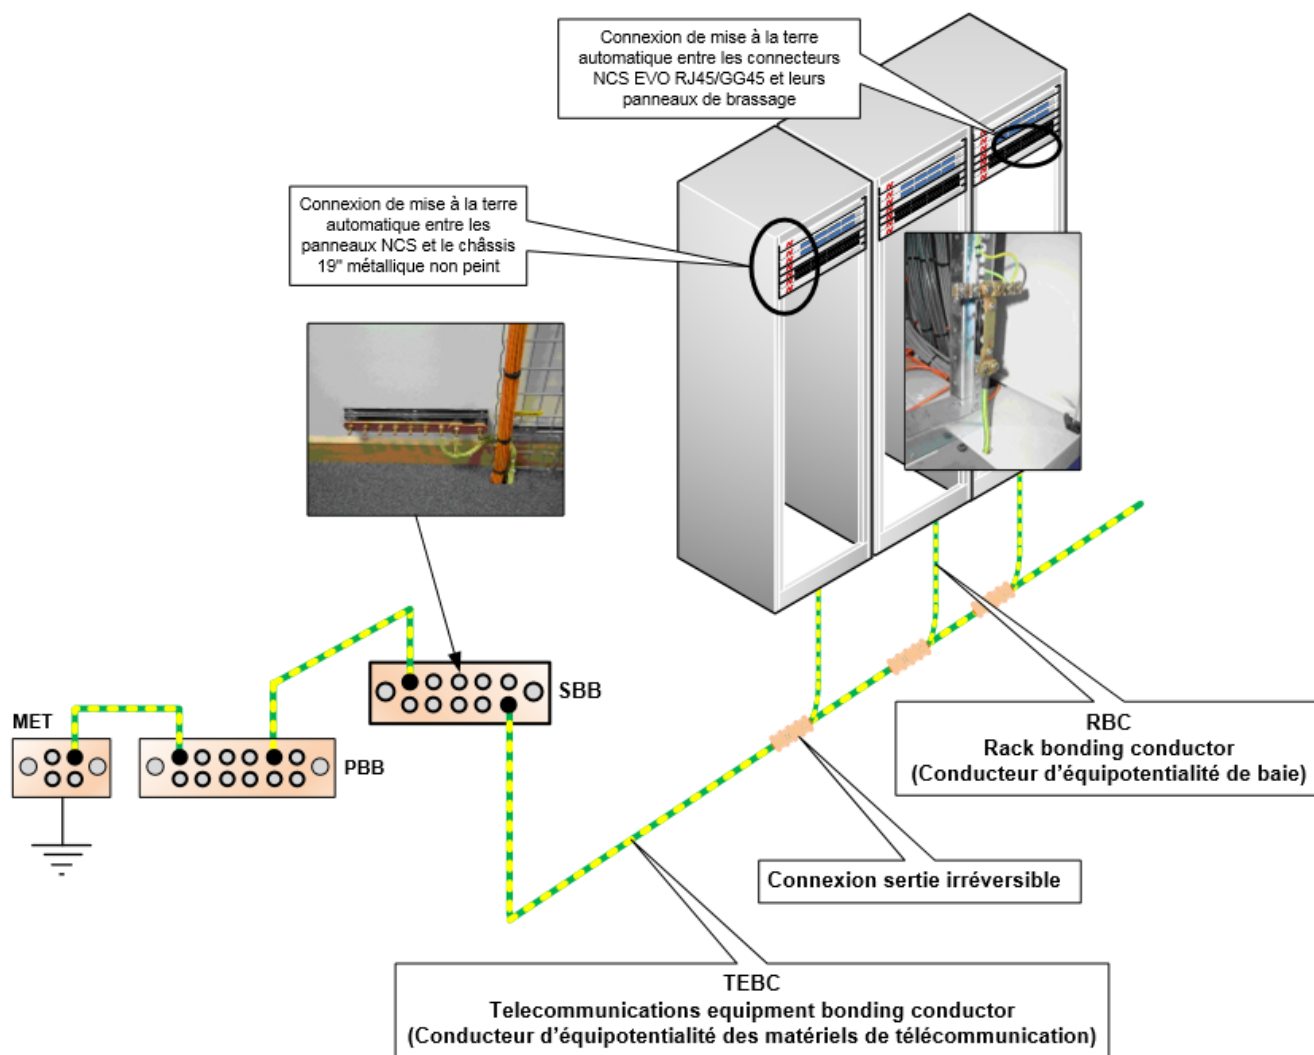 Connexion de mise à la terre
automatique entre les connecteurs
NCS EVO RJ45/GG45 et leurs
panneaux de brassage
Connexion de mise à la terre
automatique entre les
panneaux NCS et le châssis
19" métallique non peint
SBB
MET
PBB
RBC
Rack bonding conductor
(Conducteur d'équipotentialité de baie)
Connexion sertie irréversible
TEBC
Telecommunications equipment bonding conductor
(Conducteur d'équipotentialité des matériels de télécommunication)